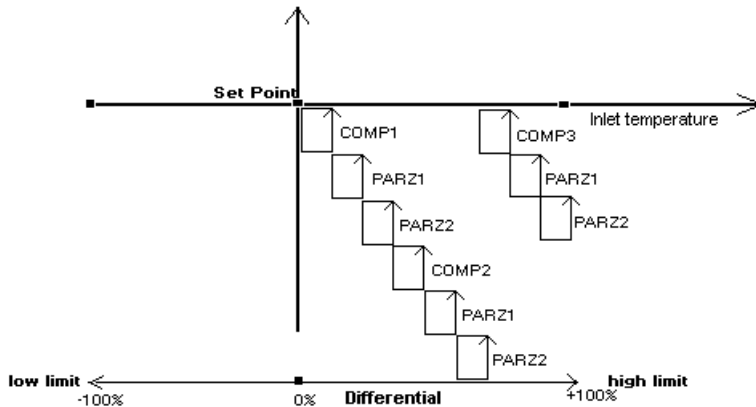 Set Point
Inlet temperature
COMP1
COMP3
PARZ1
PARZ1
PARZ2
PARZ2
COMP2
PARZ1
PARZ2
low limit
high limit
-100%
0%
Differential
+100%